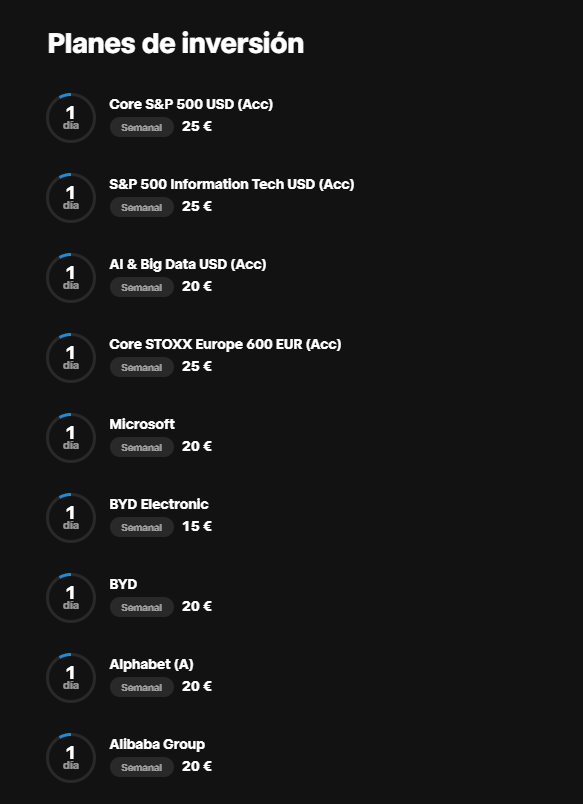 Planes de inversión
1
día
Core S&P 500 USD (Acc)
Semanal 25 €
1
día
S&P 500 Information Tech USD (Acc)
Semanal 25 €
1
día
AI & Big Data USD (Acc)
Semanal 20 €
1
día
Core STOXX Europe 600 EUR (Acc)
Semanal 25 €
1
día
Microsoft
Semanal 20 €
1
día
BYD Electronic
Semanal 15 €
1
día
BYD
Semanal 20 €
1
día
Alphabet (A)
Semanal 20 €
1
día
Alibaba Group
Semanal 20 €